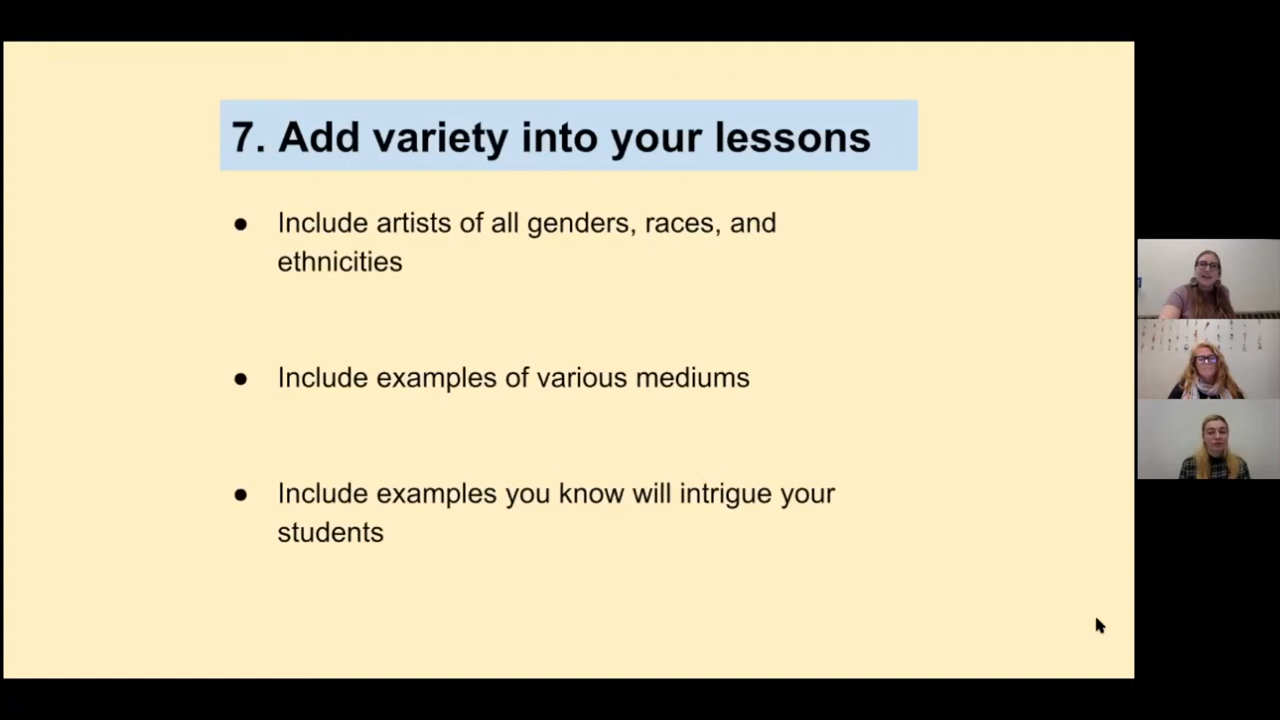 7. Add variety into your lessons
● Include artists of all genders, races, and
ethnicities
● Include examples of various mediums
● Include examples you know will intrigue your
students